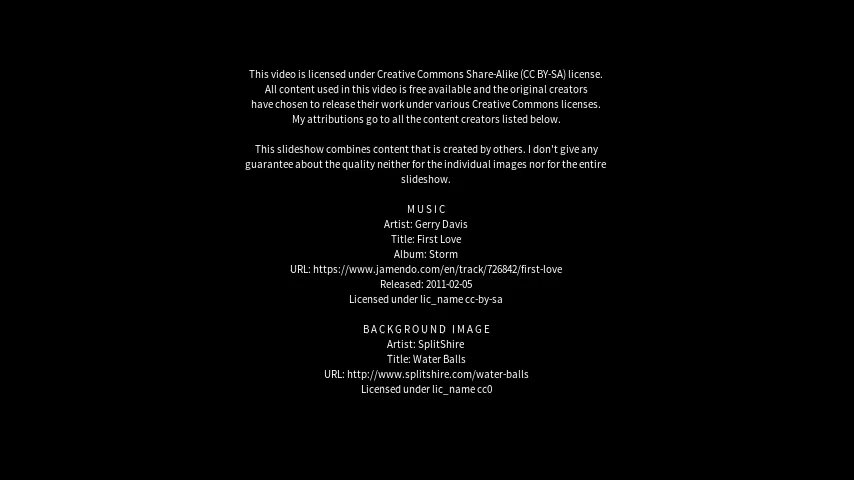 This video is licensed under Creative Commons Share-Alike (CC BY-SA) license.
All content used in this video is free available and the original creators
have chosen to release their work under various Creative Commons licenses.
My attributions go to all the content creators listed below.
This slideshow combines content that is created by others. I don't give any
guarantee about the quality neither for the individual images nor for the entire
slideshow.
MUSIC
Artist: Gerry Davis
Title: First Love
Album: Storm
URL: https://www.jamendo.com/en/track/726842/first-love
Released: 2011-02-05
Licensed under lic_name cc-by-sa
BACKGROUND IMAGE
Artist: SplitShire
Title: Water Balls
URL: http://www.splitshire.com/water-balls
Licensed under lic_name cc0